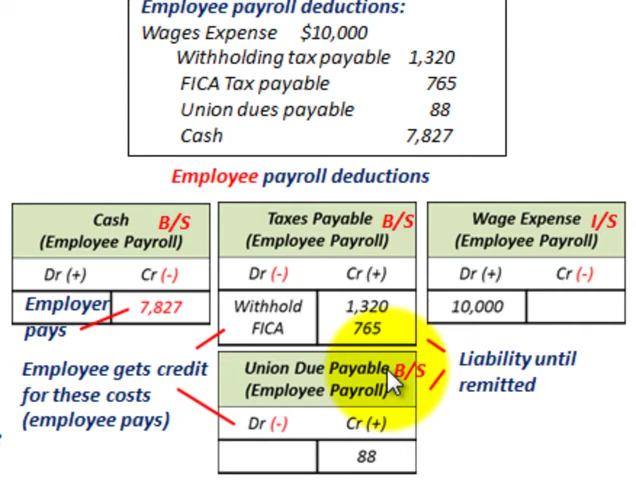 Employee payroll deductions:
Wages Expense $10,000
Withholding tax payable 1,320
FICA Tax payable 765
Union dues payable 88
Cash 7,827
Employee payroll deductions
Cash B/S
(Employee Payroll)
Dr (+) Cr (-)
7,827
Employer
pays
Taxes Payable B/S
(Employee Payroll)
Dr (-) Cr (+)
Withhold 1,320
FICA 765
Wage Expense I/S
(Employee Payroll)
Dr (+) Cr (-)
10,000
Employee gets credit
for these costs
(employee pays)
Union Due Payable B/S
(Employee Payroll)
Dr (-) Cr (+)
88
Liability until
remitted